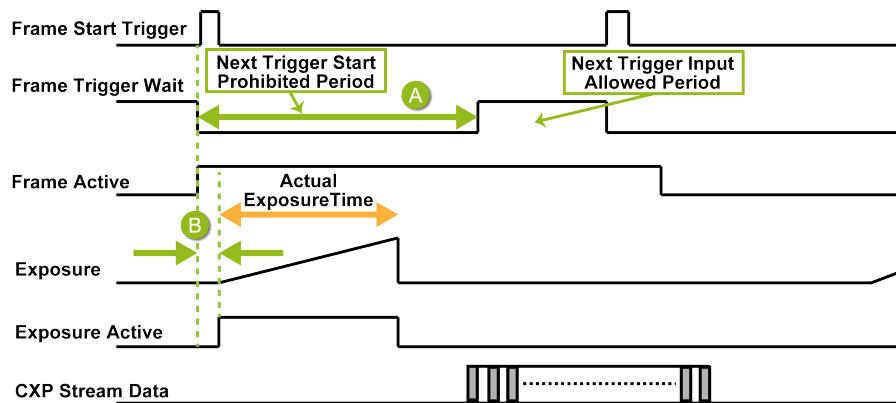 Frame Start Trigger
Next Trigger Start
Prohibited Period
Next Trigger Input
Allowed Period
Frame Trigger Wait
A
Frame Active
Actual
ExposureTime
B
Exposure
Exposure Active
CXP Stream Data